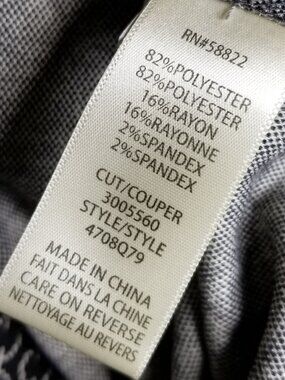 RN#58822
82%POLYESTER
82%POLYESTER
16%RAYON
16%RAYONNE
2%SPANDEX
2%SPANDEX
CUT/COUPER
3005560
STYLE/STYLE
4708Q79
MADE IN CHINA
FAIT DANS LA CHINE
CARE ON REVERSE
NETTOYAGE AU REVERS